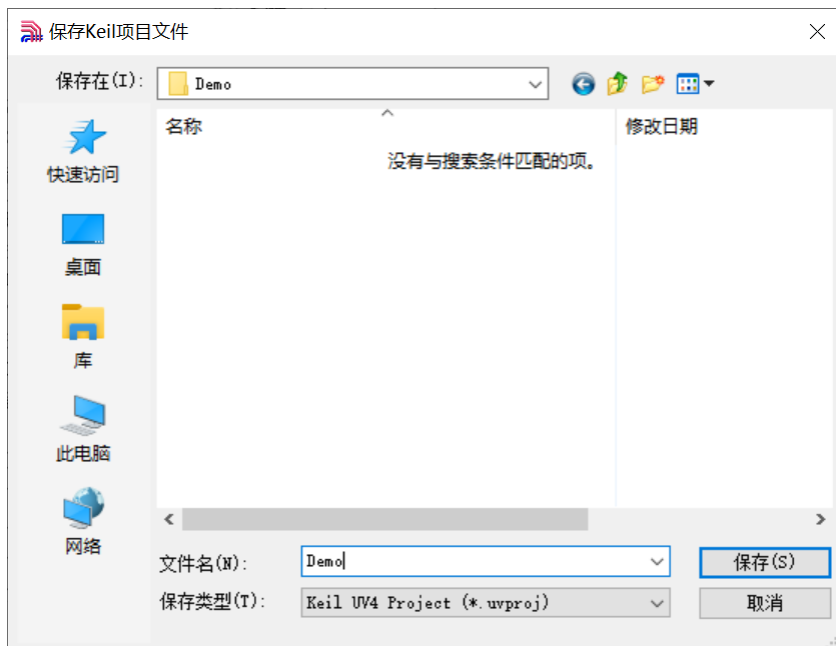 保存Keil项目文件
保存在(I):
Demo
名称
修改日期
没有与搜索条件匹配的项。
快速访问
桌面
库
此电脑
网络
文件名(N):
Demo
保存(S)
保存类型(T):
Keil UV4 Project (*.uvproj)
取消